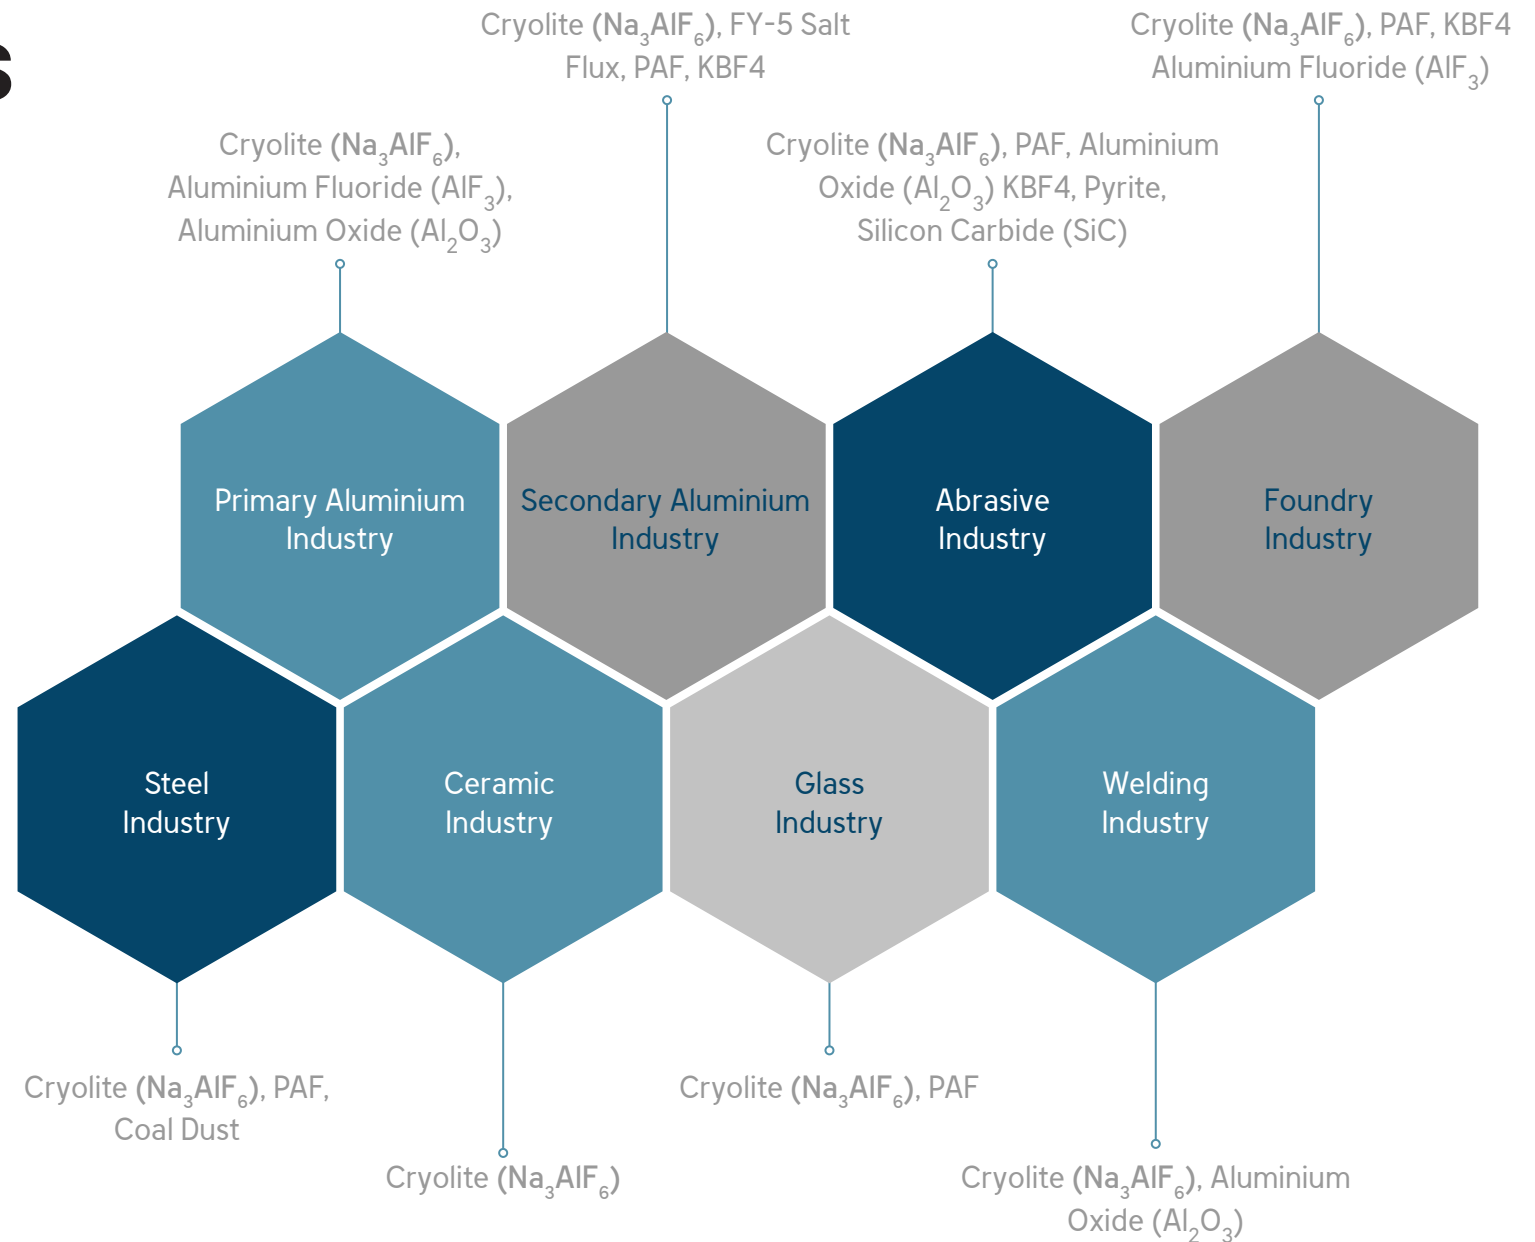 s
Cryolite (Na₃AlF₆), FY-5 Salt
Flux, PAF, KBF4
Cryolite (Na₃AlF₆), PAF, KBF4
Aluminium Fluoride (AlF₃)
Cryolite (Na₃AlF₆),
Aluminium Fluoride (AlF₃),
Aluminium Oxide (Al₂O₃)
Cryolite (Na₃AlF₆), PAF, Aluminium
Oxide (Al₂O₃) KBF4, Pyrite,
Silicon Carbide (SiC)
Primary Aluminium
Industry
Secondary Aluminium
Industry
Abrasive
Industry
Foundry
Industry
Steel
Industry
Ceramic
Industry
Glass
Industry
Welding
Industry
Cryolite (Na₃AlF₆), PAF,
Coal Dust
Cryolite (Na₃AlF₆)
Cryolite (Na₃AlF₆), PAF
Cryolite (Na₃AlF₆), Aluminium
Oxide (Al₂O₃)